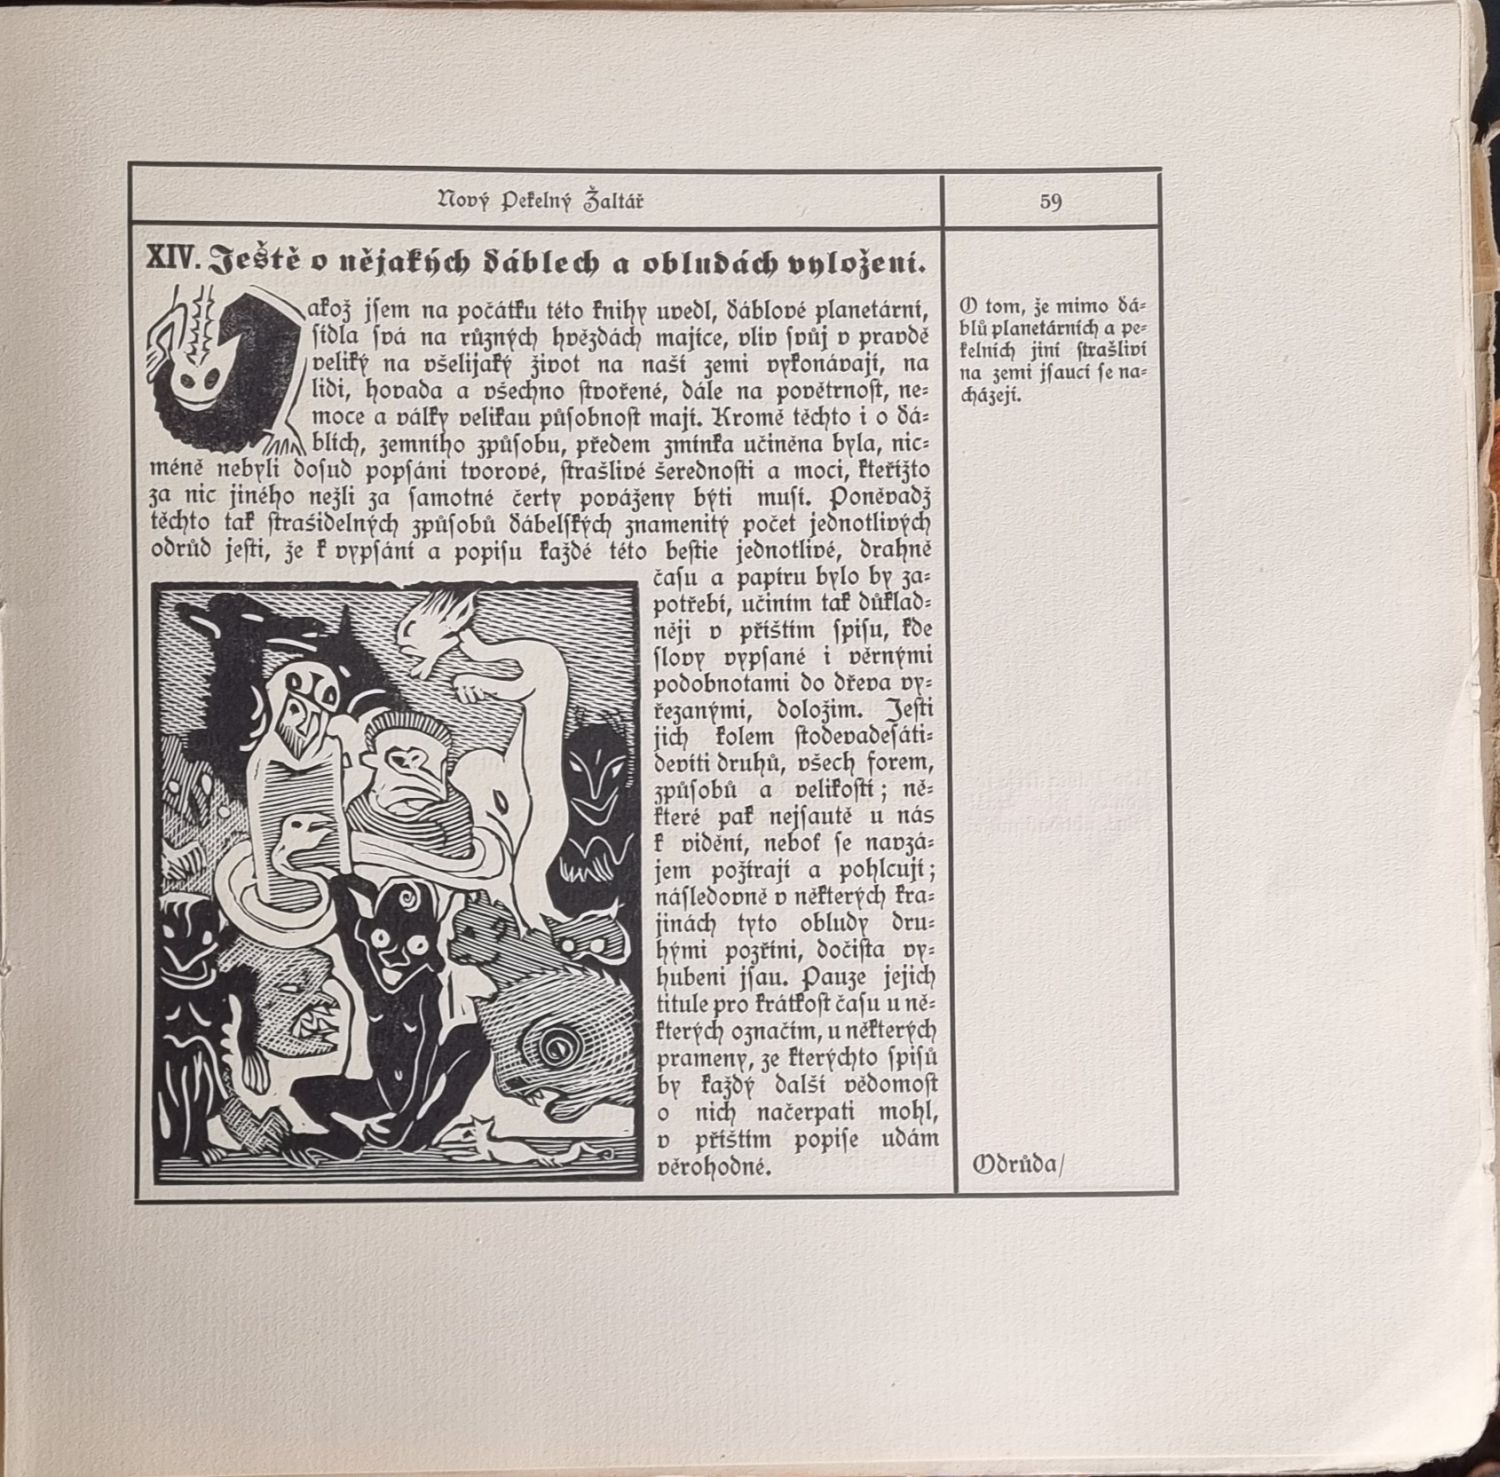 Nový Pekelný Žaltář
59
XIV. Ještě o nějakých ďáblech a obludách vyložení.
Jakož jſem na počátku této knihy uvedl, ďáblové planetární,
ſídla ſvá na různých hvězdách majíce, vliv ſvůj v pravdě
veliký na všelijaký život na naší zemi vykonávají, na
lidi, hovada a všechno ſtvořené, dále na povětrnoſt, ne-
moce a války velikau půſobnoſt mají. Kromě těchto i o ďá-
blích, zemního způſobu, předem zmínka učiněna byla, nic-
méně nebyli doſud popſáni tvorové, ſtrašlivé šerednoſti a moci, kteřížto
za nic jiného nežli za ſamotné čertyováženy býti muſí. Poněvadž
těchto tak ſtraśidelných způſobů ďábelſkých znamenitý počet jednotlivých
odrůd jeſti, že k vypſání a popiſu každé této beſtie jednotlivé, drahně
čaſu a papíru bylo by za-
potřebí, učiním tak důklad-
něji v příštím ſpiſu, kde
ſlovy vypſané i věrnými
podobnotami do dřeva vy-
řezanými, doložím. Jeſti
jich kolem ſtodevadeſáti-
devíti druhů, všech forem,
způſobů a velikoſtí; ně-
které pak nejſautě u nás
k vidění, neboť ſe navzá-
jem požírají a pohlcují;
náſledovně v některých kra-
jinách tyto obludy dru-
hými pozříni, dočiſta vy-
hubeni jſau. Pauze jejich
titule pro krátkoſt čaſu u ně-
kterých označím, u některých
prameny, ze kterýchto ſpiſů
by každý další vědomoſt
o nich načerpati mohl,
v příštím popiſe udám
věrohodné.
O tom, že mimo ďá-
blů planetárních a pe-
kelních jiní ſtrašliví
na zemi jſaucí ſe na-
cházejí.
Odrůda/